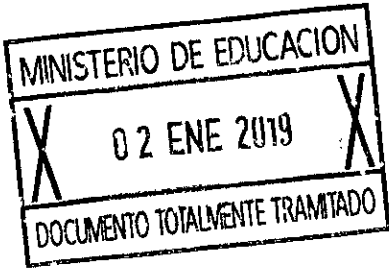 MINISTERIO DE EDUCACION
X 02 ENE 2019 X
DOCUMENTO TOTALMENTE TRAMITADO